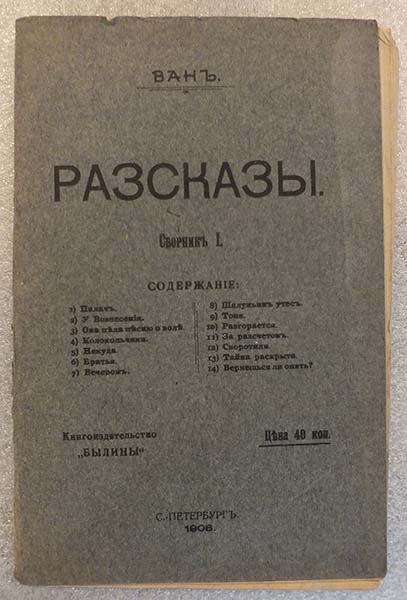 ВАНЪ.
РАЗСКАЗЫ.
Сборникъ I.
СОДЕРЖАНІЕ:
1) Палачъ.
2) У Вознесенія.
3) Она пѣла пѣсню о волѣ.
4) Колокольчики.
5) Некуда.
6) Братья.
7) Вечеромъ.
8) Шалуньинъ утесъ.
9) Тоня.
10) Разгорается.
11) За разсчетомъ.
12) Своротили.
13) Тайна раскрыта.
14) Вернешься ли опять?
Книгоиздательство
„БЫЛИНЫ“
Цѣна 40 коп.
С.-ПЕТЕРБУРГЪ.
1908.